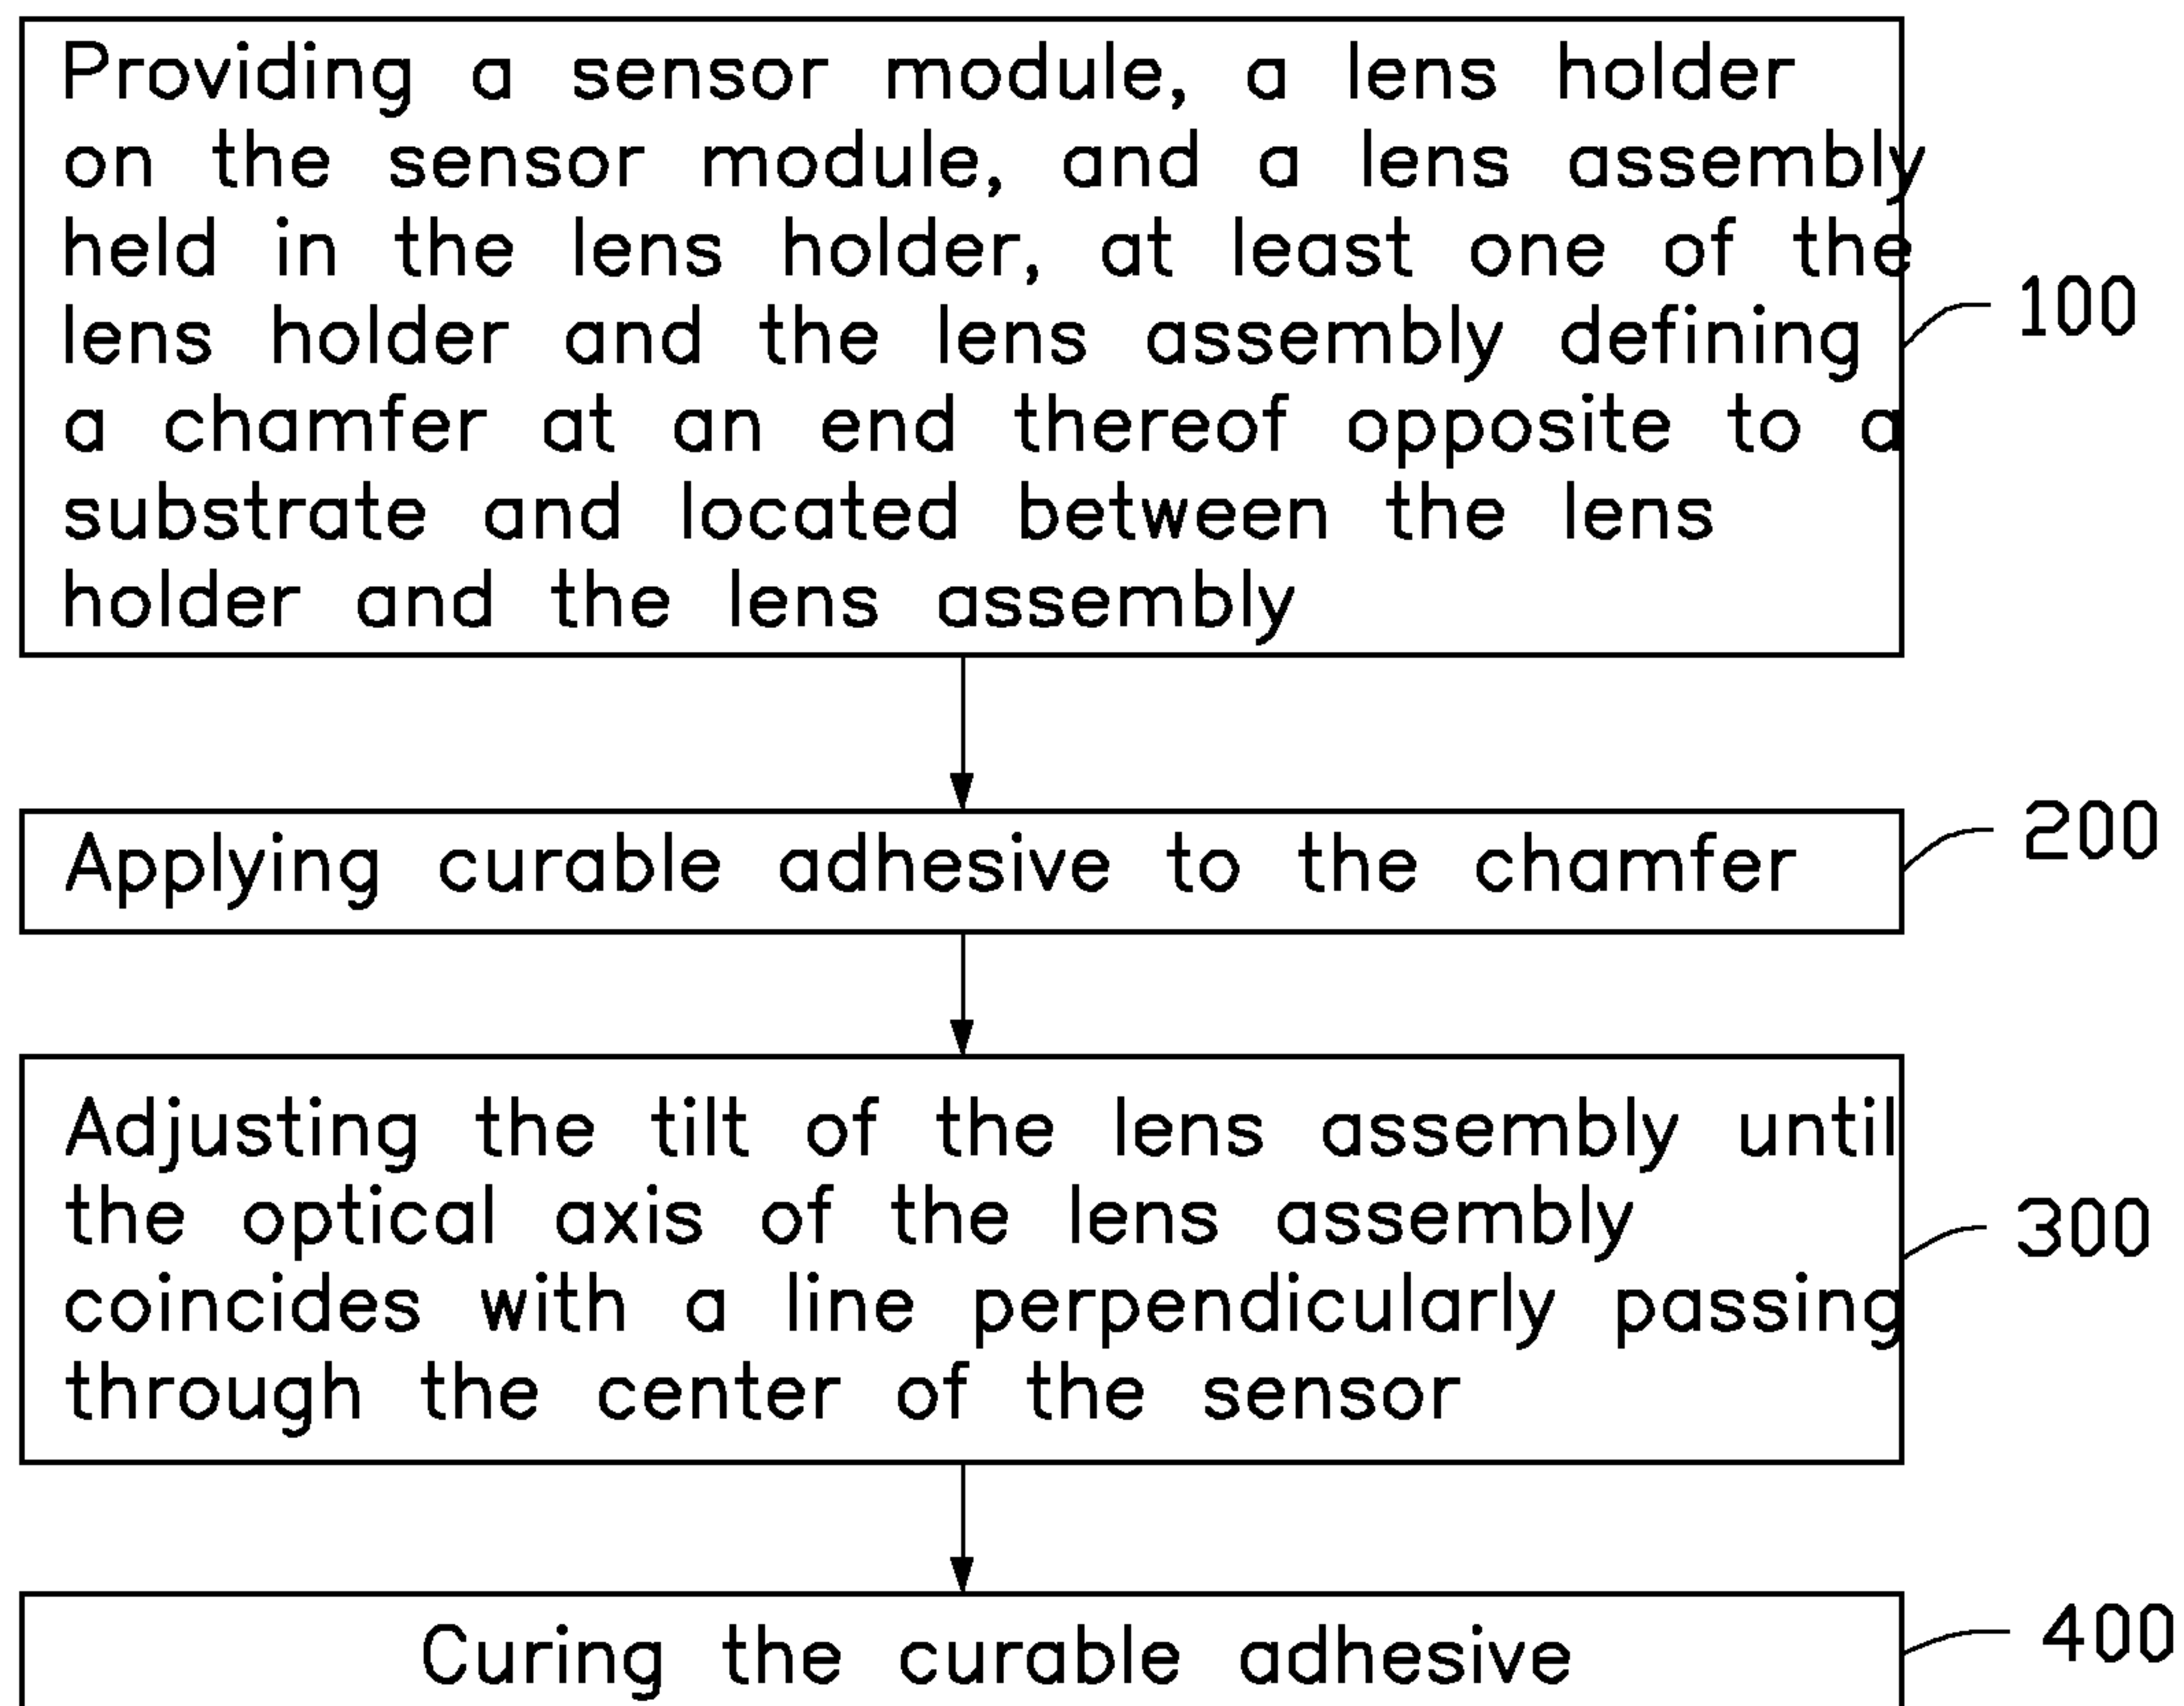 Providing a sensor module, a lens holder
on the sensor module, and a lens assembly
held in the lens holder, at least one of the
lens holder and the lens assembly defining
a chamfer at an end thereof opposite to a
substrate and located between the lens
holder and the lens assembly
100
Applying curable adhesive to the chamfer
200
Adjusting the tilt of the lens assembly until
the optical axis of the lens assembly
coincides with a line perpendicularly passing
through the center of the sensor
300
Curing the curable adhesive
400